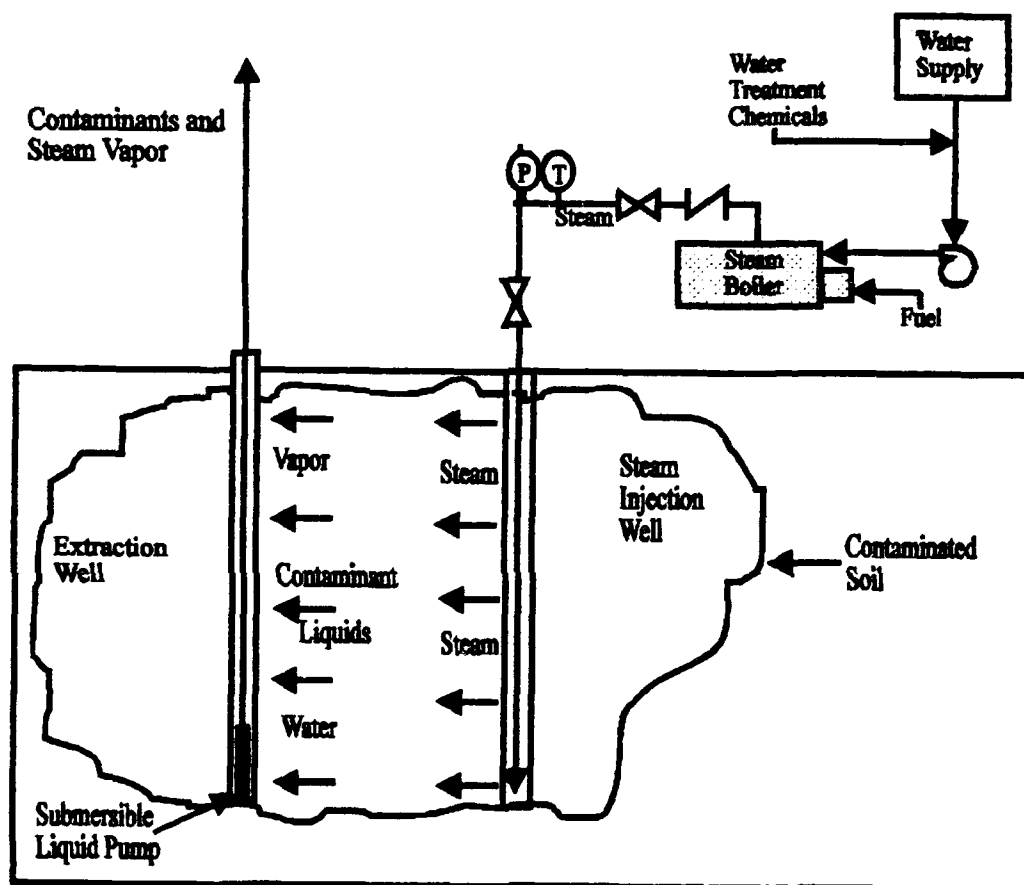 Water
Supply
Water
Treatment
Chemicals
Contaminants and
Steam Vapor
P
T
Steam
Steam
Boiler
Fuel
Vapor
Steam
Steam
Injection
Well
Extraction
Well
Contaminated
Soil
Contaminant
Liquids
Steam
Water
Submersible
Liquid Pump